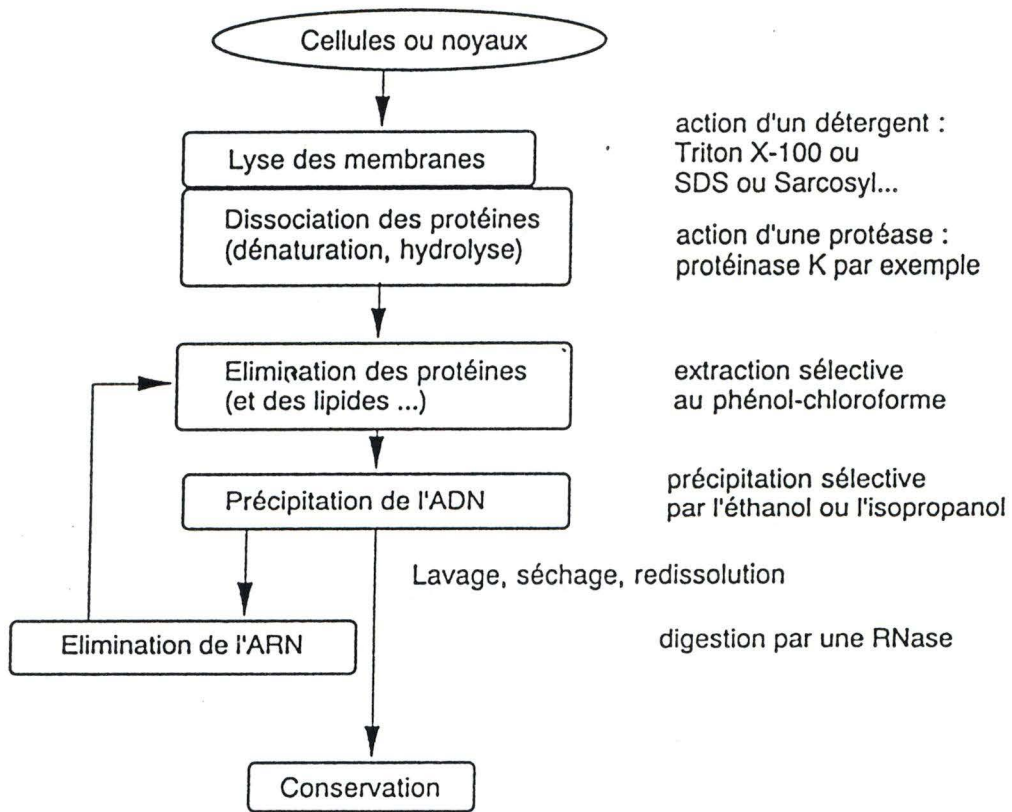 Cellules ou noyaux
Lyse des membranes
action d'un détergent :
Triton X-100 ou
SDS ou Sarcosyl...
Dissociation des protéines
(dénaturation, hydrolyse)
action d'une protéase :
protéinase K par exemple
Elimination des protéines
(et des lipides ...)
extraction sélective
au phénol-chloroforme
Précipitation de l'ADN
précipitation sélective
par l'éthanol ou l'isopropanol
Lavage, séchage, redissolution
Elimination de l'ARN
digestion par une RNase
Conservation